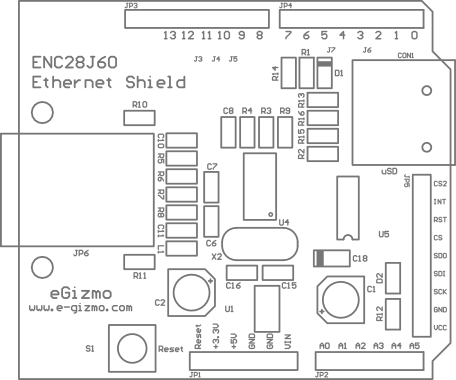 JP3
JP4
13 12 11 10 9 8
7 6 5 4 3 2 1 0
ENC28J60
Ethernet Shield
J3 J4 J5
R14
R1
J7
D1
J6
CON1
R13
R16
R15
R2
R10
C8 R4 R3 R9
uSD
C10
R5
R6
R7
R8
C11
L1
C7
C6
JP5
CS2
INT
RST
CS
SDO
SDI
SCK
GND
VCC
U4
X2
U5
JP6
C18
R11
C16
C15
eGizmo
www.e-gizmo.com
C2
U1
C1
D2
R12
S1
Reset
Reset
+3.3V
+5V
GND
GND
VIN
A0 A1 A2 A3 A4 A5
JP1
JP2